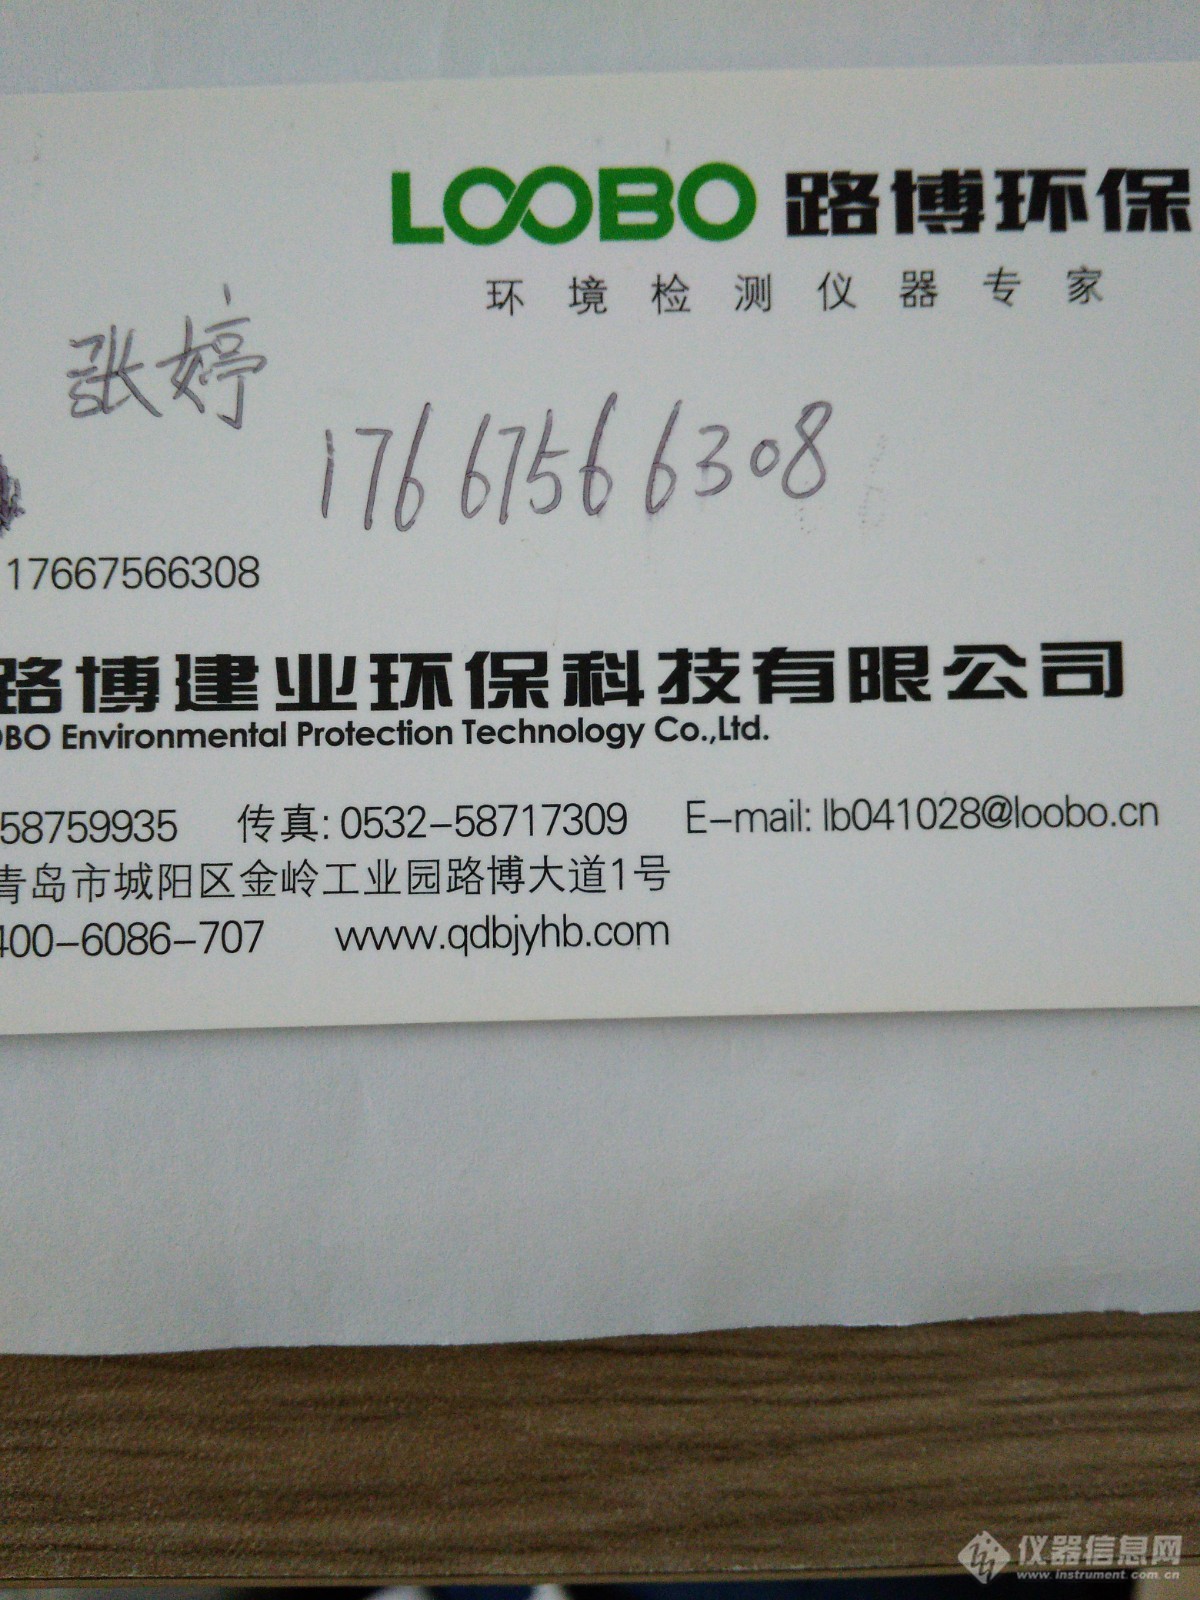 LOOBO 路博环保
环境检测仪器专家
张婷
17667566308
17667566308
路博建业环保科技有限公司
OBO Environmental Protection Technology Co.,Ltd.
58759935 传真: 0532-58717309 E-mail: lb041028@loobo.cn
青岛市城阳区金岭工业园路博大道1号
400-6086-707 www.qdbjyhb.com
仪器信息网
www.instrument.com.cn